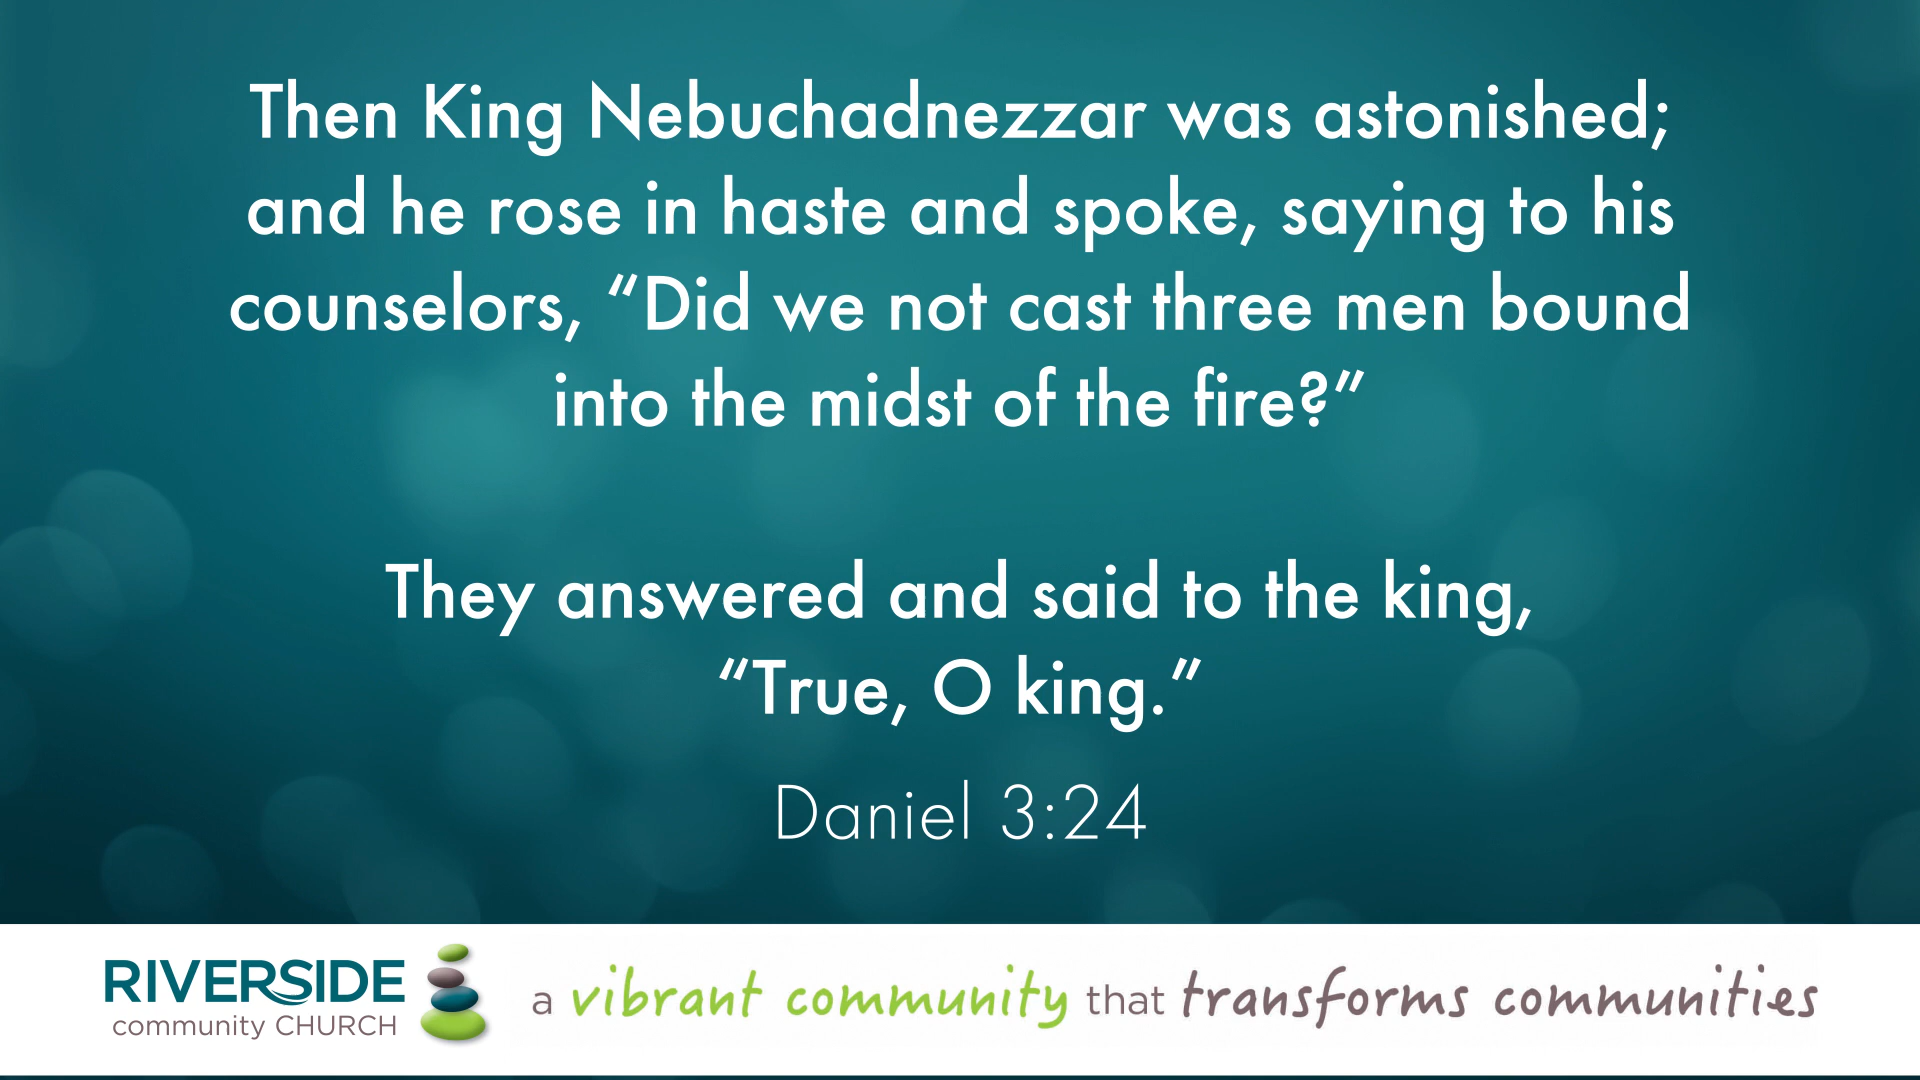 Then King Nebuchadnezzar was astonished;
and he rose in haste and spoke, saying to his
counselors, “Did we not cast three men bound
into the midst of the fire?”
They answered and said to the king,
“True, O king.”
Daniel 3:24
RIVERSIDE
community CHURCH
a vibrant community that transforms communities